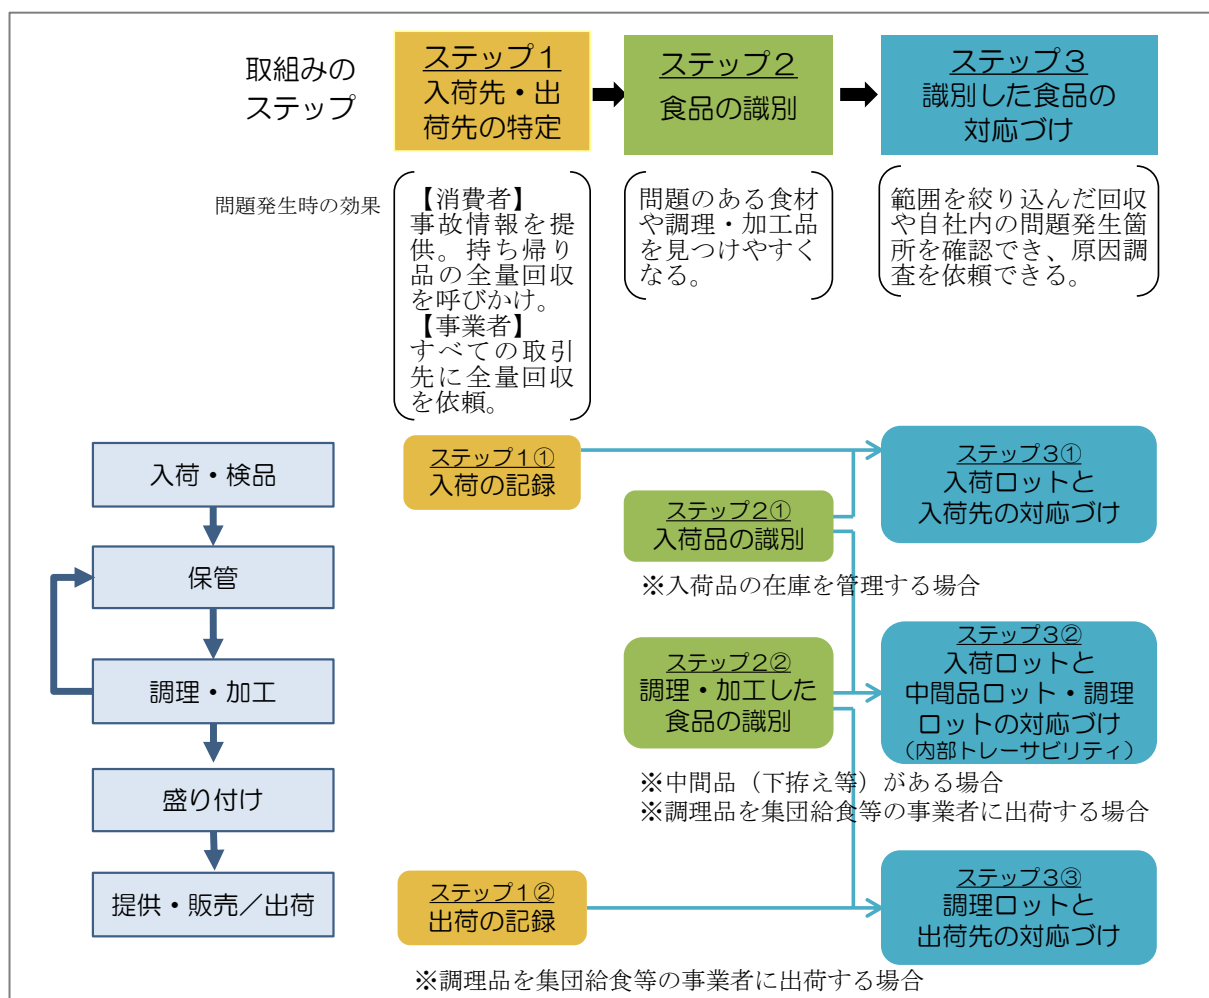 取組みの
ステップ
ステップ１
入荷先・出
荷先の特定
ステップ２
食品の識別
ステップ３
識別した食品の
対応づけ
問題発生時の効果
【消費者】
事故情報を提
供。持ち帰り
品の全量回収
を呼びかけ。
【事業者】
すべての取引
先に全量回収
を依頼。
問題のある食材
や調理・加工品
を見つけやすく
なる。
範囲を絞り込んだ回収
や自社内の問題発生箇
所を確認でき、原因調
査を依頼できる。
入荷・検品
保管
調理・加工
盛り付け
提供・販売／出荷
ステップ１①
入荷の記録
ステップ２①
入荷品の識別
※入荷品の在庫を管理する場合
ステップ３①
入荷ロットと
入荷先の対応づけ
ステップ２②
調理・加工した
食品の識別
※中間品（下拵え等）がある場合
※調理品を集団給食等の事業者に出荷する場合
ステップ３②
入荷ロットと
中間品ロット・調理
ロットの対応づけ
（内部トレーサビリティ）
ステップ１②
出荷の記録
※調理品を集団給食等の事業者に出荷する場合
ステップ３③
調理ロットと
出荷先の対応づけ